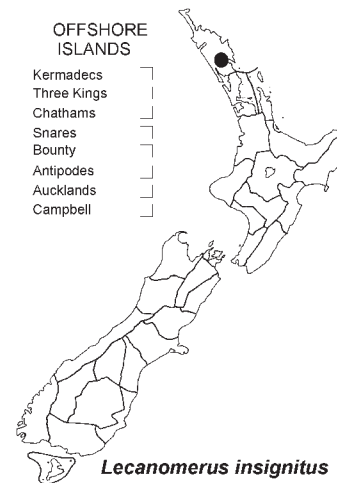 OFFSHORE
ISLANDS
Kermadecs
Three Kings
Chathams
Snares
Bounty
Antipodes
Aucklands
Campbell
Lecanomerus insignitus